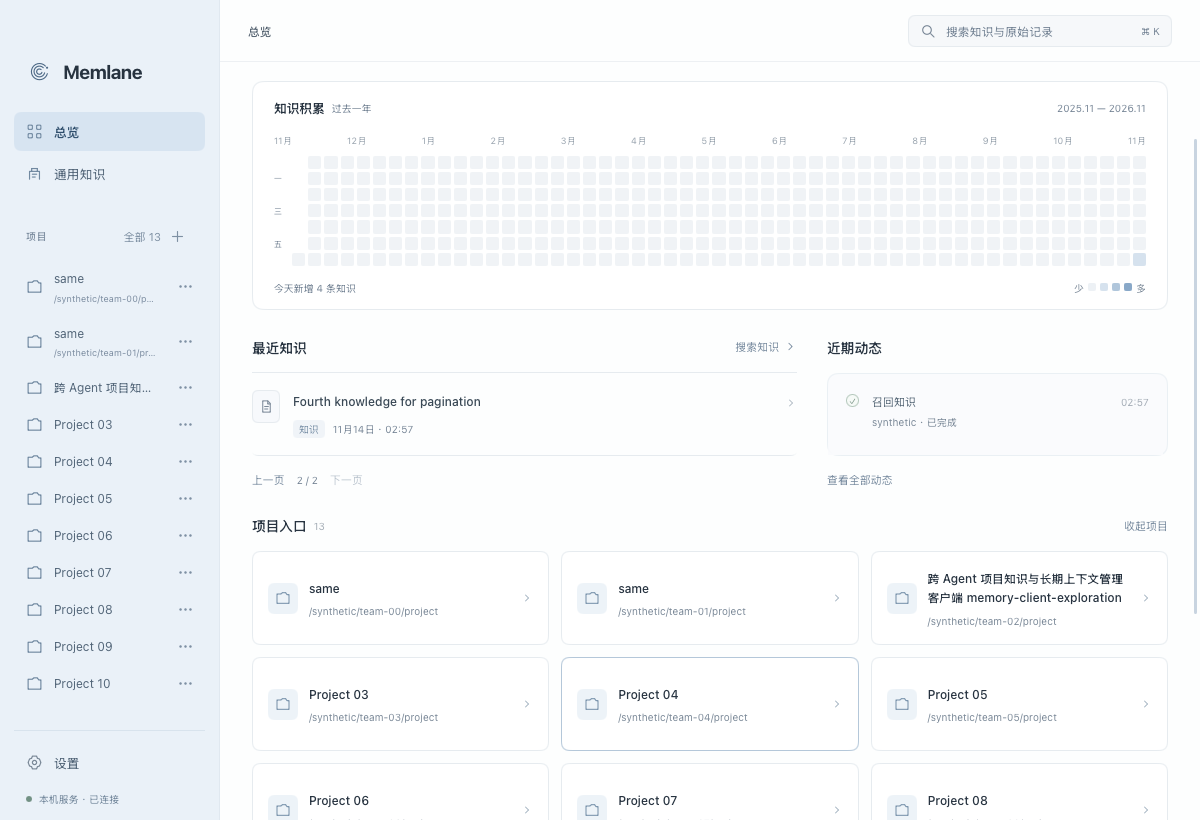 Memlane
总览
通用知识
项目
全部 13
same
/synthetic/team-00/p...
same
/synthetic/team-01/pr...
跨 Agent 项目知...
Project 03
Project 04
Project 05
Project 06
Project 07
Project 08
Project 09
Project 10
设置
本机服务 · 已连接
总览
搜索知识与原始记录
⌘ K
知识积累 过去一年
2025.11 — 2026.11
11月 12月 1月 2月 3月 4月 5月 6月 7月 8月 9月 10月 11月
一
三
五
今天新增 4 条知识
少 多
最近知识
搜索知识
Fourth knowledge for pagination
知识 11月14日 · 02:57
上一页 2 / 2 下一页
近期动态
召回知识 02:57
synthetic · 已完成
查看全部动态
项目入口 13
收起项目
same
/synthetic/team-00/project
same
/synthetic/team-01/project
跨 Agent 项目知识与长期上下文管理
客户端 memory-client-exploration
/synthetic/team-02/project
Project 03
/synthetic/team-03/project
Project 04
/synthetic/team-04/project
Project 05
/synthetic/team-05/project
Project 06
Project 07
Project 08